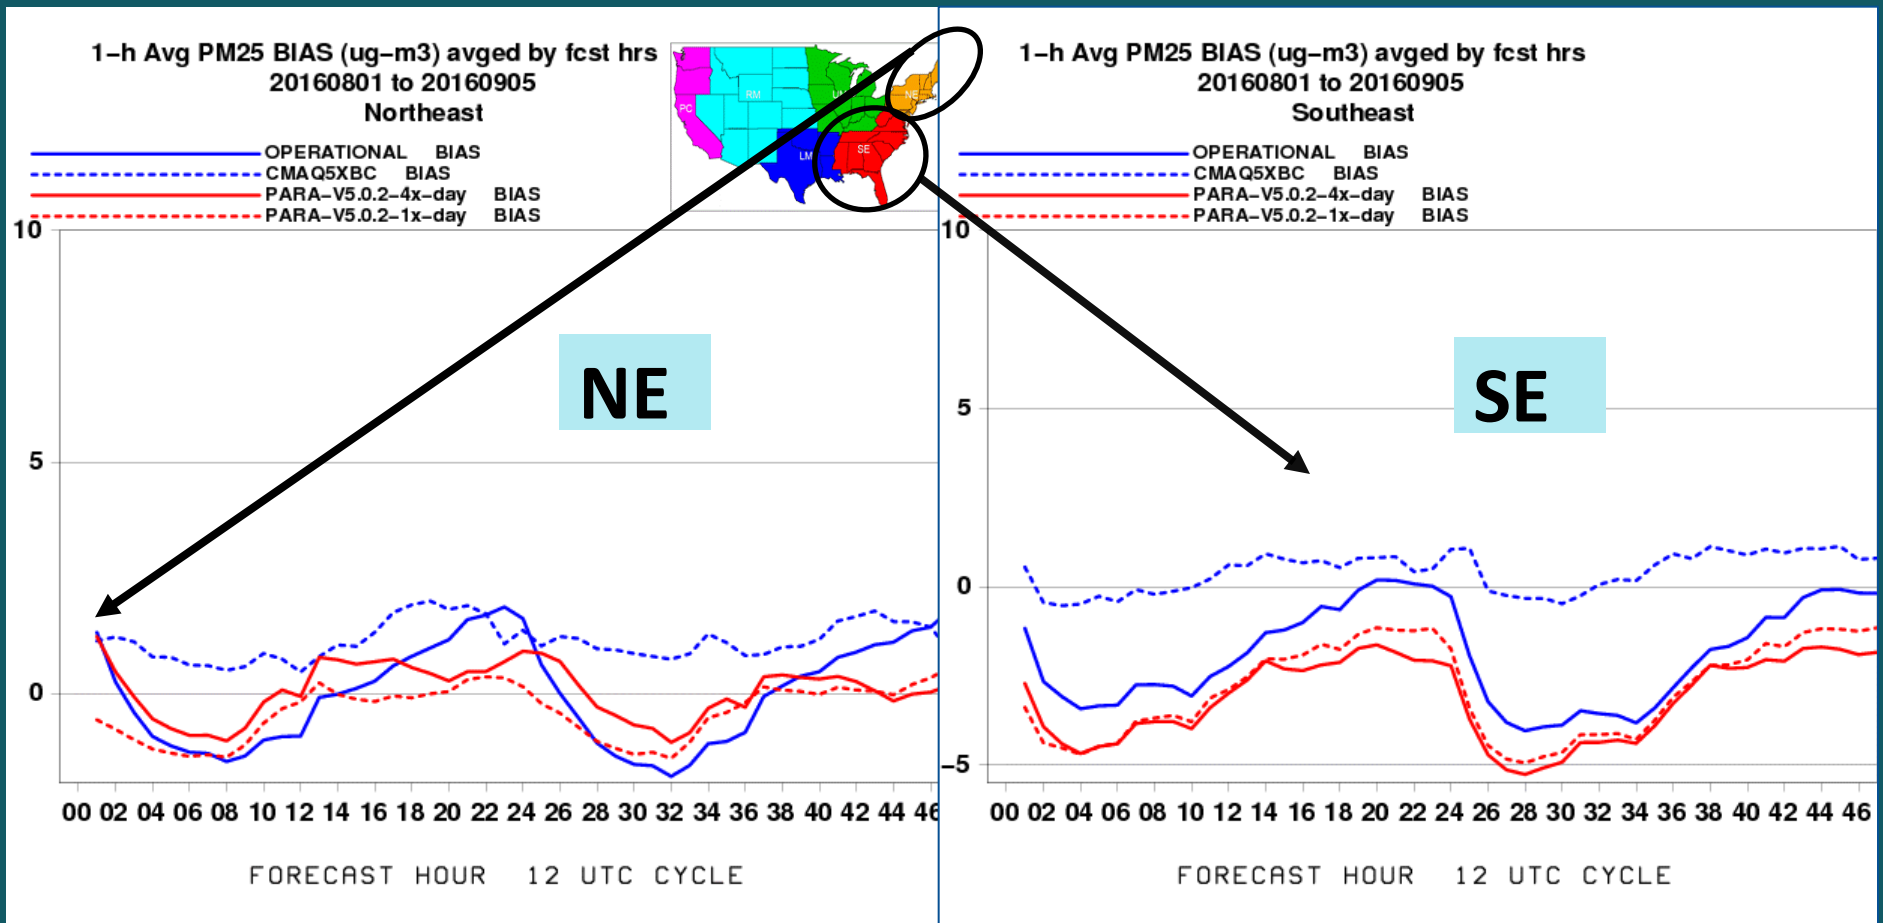 1-h Avg PM25 BIAS (ug-m3) avged by fcst hrs
20160801 to 20160905
Northeast
OPERATIONAL BIAS
CMAQ5XBC BIAS
PARA-V5.0.2-4x-day BIAS
PARA-V5.0.2-1x-day BIAS
PC
RM
LM
SE
NE
10
5
0
NE
00 02 04 06 08 10 12 14 16 18 20 22 24 26 28 30 32 34 36 38 40 42 44 46
FORECAST HOUR 12 UTC CYCLE
1-h Avg PM25 BIAS (ug-m3) avged by fcst hrs
20160801 to 20160905
Southeast
OPERATIONAL BIAS
CMAQ5XBC BIAS
PARA-V5.0.2-4x-day BIAS
PARA-V5.0.2-1x-day BIAS
10
5
0
-5
SE
00 02 04 06 08 10 12 14 16 18 20 22 24 26 28 30 32 34 36 38 40 42 44 46
FORECAST HOUR 12 UTC CYCLE